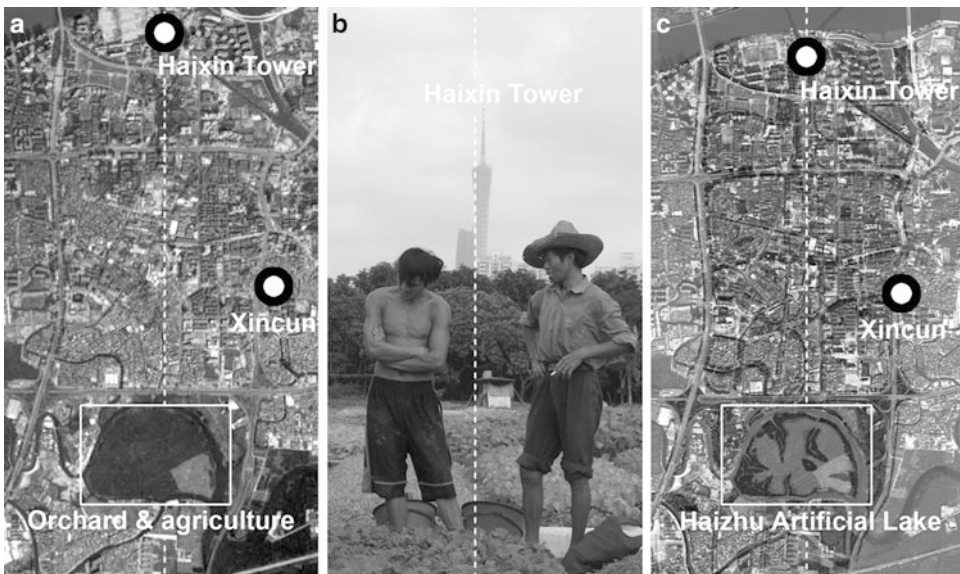 a
Haixin Tower
Xincun
Orchard & agriculture
b
Haixin Tower
c
Haixin Tower
Xincun
Haizhu Artificial Lake